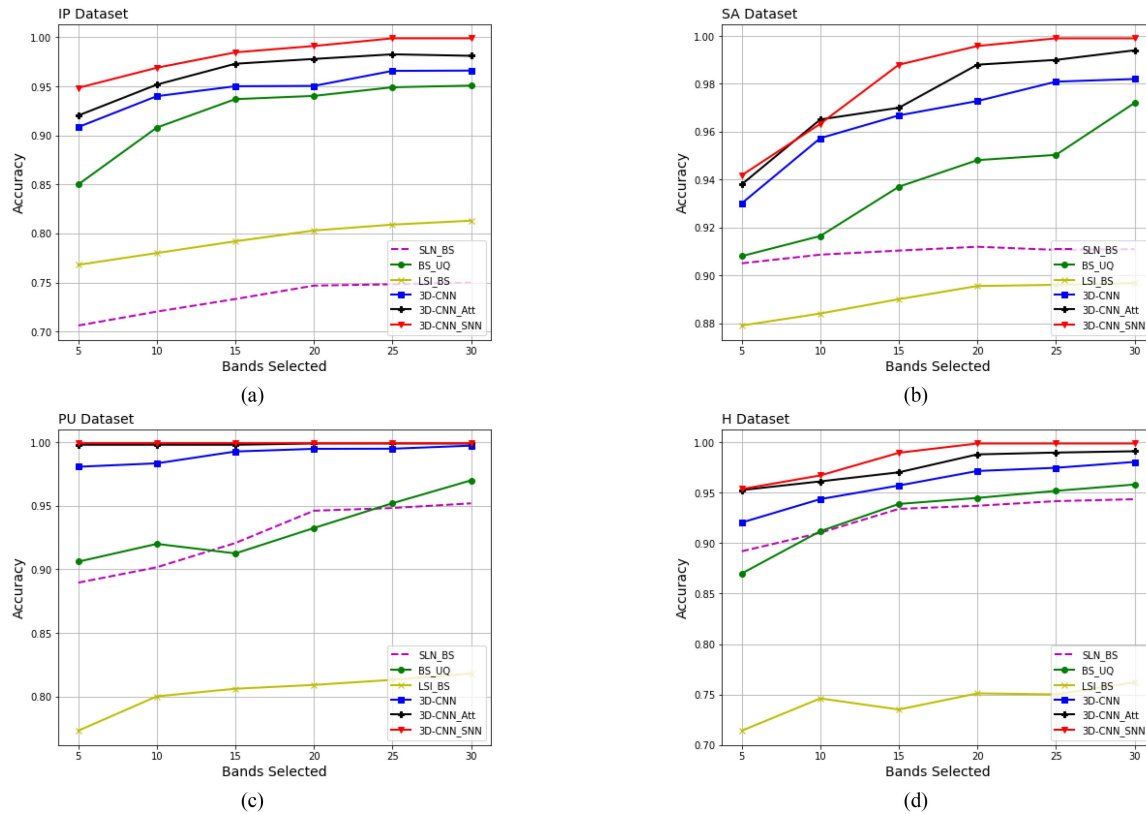 IP Dataset
Accuracy
1.00
0.95
0.90
0.85
0.80
0.75
0.70
SLN_BS
BS_UQ
LSI_BS
3D-CNN
3D-CNN_Att
3D-CNN_SNN
5 10 15 20 25 30
Bands Selected
(a)
SA Dataset
Accuracy
1.00
0.98
0.96
0.94
0.92
0.90
0.88
SLN_BS
BS_UQ
LSI_BS
3D-CNN
3D-CNN_Att
3D-CNN_SNN
5 10 15 20 25 30
Bands Selected
(b)
PU Dataset
Accuracy
1.00
0.95
0.90
0.85
0.80
SLN_BS
BS_UQ
LSI_BS
3D-CNN
3D-CNN_Att
3D-CNN_SNN
5 10 15 20 25 30
Bands Selected
(c)
H Dataset
Accuracy
1.00
0.95
0.90
0.85
0.80
0.75
0.70
SLN_BS
BS_UQ
LSI_BS
3D-CNN
3D-CNN_Att
3D-CNN_SNN
5 10 15 20 25 30
Bands Selected
(d)